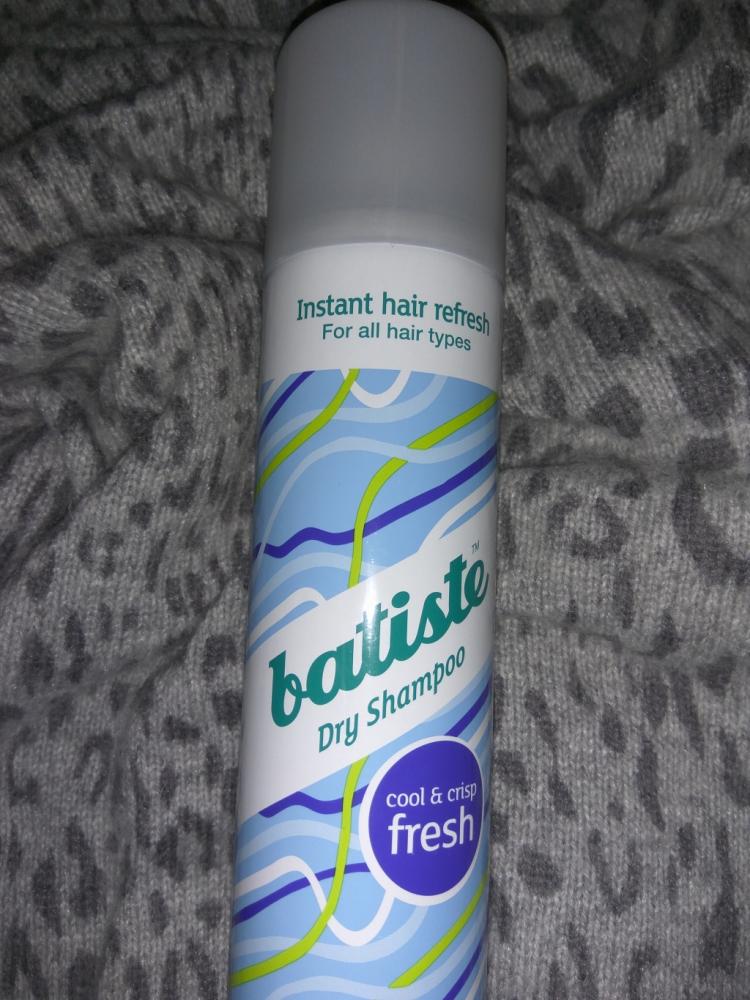 Instant hair refresh
For all hair types
batiste™
Dry Shampoo
cool & crisp
fresh